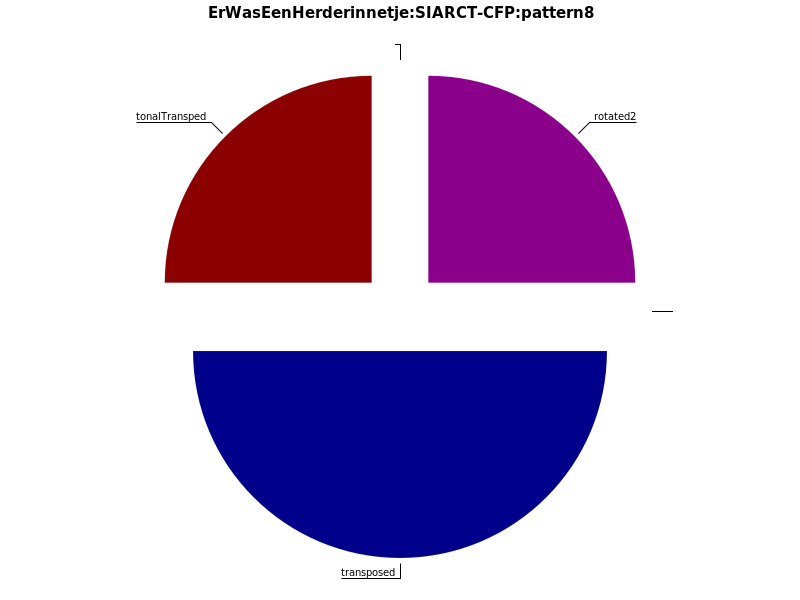 ErWasEenHerderinnetje:SIARCT-CFP:pattern8
tonalTransped
rotated2
transposed